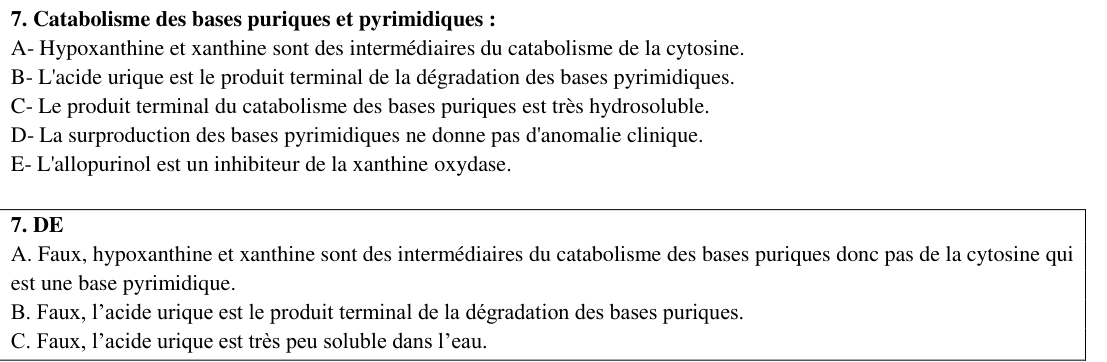 7. Catabolisme des bases puriques et pyrimidiques :
A- Hypoxanthine et xanthine sont des intermédiaires du catabolisme de la cytosine.
B- L'acide urique est le produit terminal de la dégradation des bases pyrimidiques.
C- Le produit terminal du catabolisme des bases puriques est très hydrosoluble.
D- La surproduction des bases pyrimidiques ne donne pas d'anomalie clinique.
E- L'allopurinol est un inhibiteur de la xanthine oxydase.
7. DE
A. Faux, hypoxanthine et xanthine sont des intermédiaires du catabolisme des bases puriques donc pas de la cytosine qui
est une base pyrimidique.
B. Faux, l’acide urique est le produit terminal de la dégradation des bases puriques.
C. Faux, l’acide urique est très peu soluble dans l’eau.